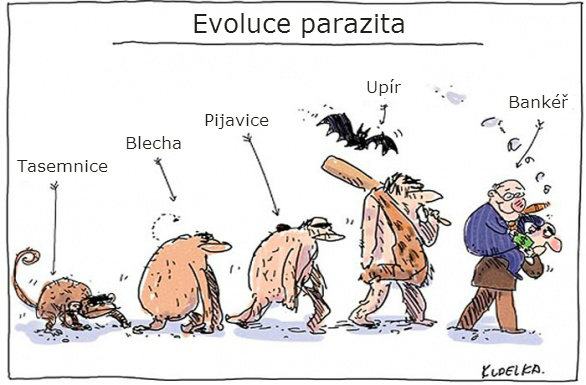 Evoluce parazita
Tasemnice
Blecha
Pijavice
Upír
Bankéř
KUDELKA.